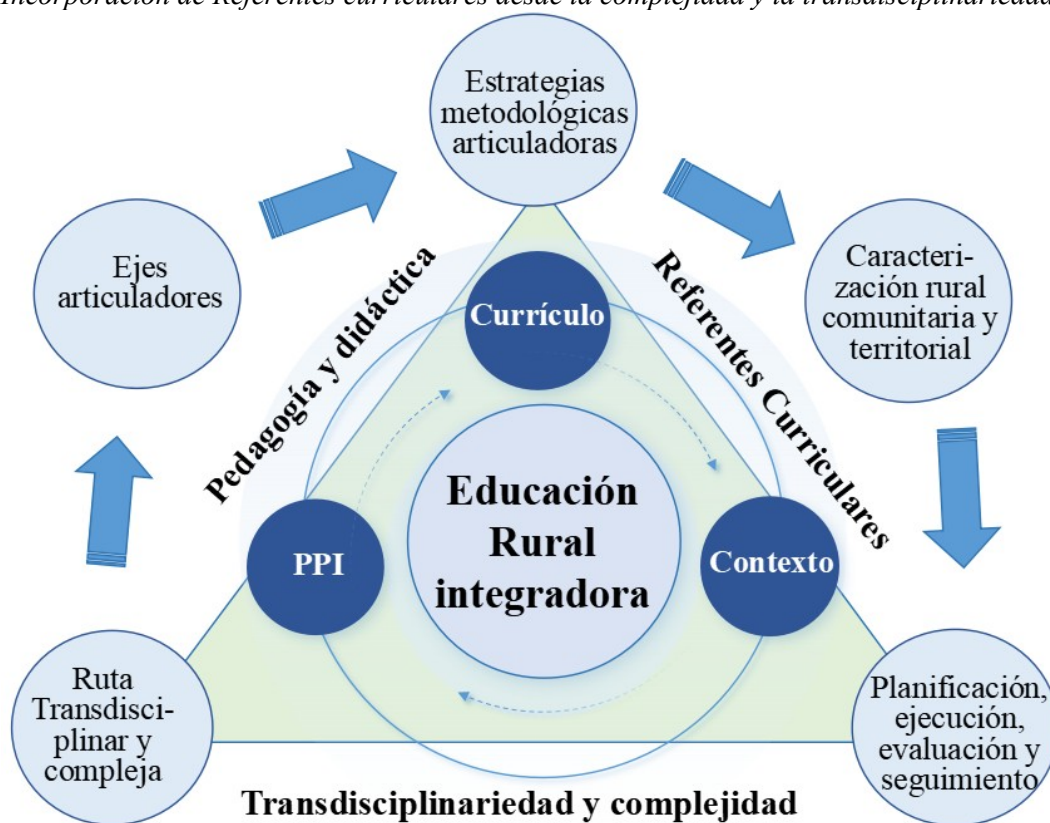 Incorporación de Referentes curriculares desde la complejidad y la transdisciplinariedad
Estrategias
metodológicas
articuladoras
Ejes
articuladores
Caracteri-
zación rural
comunitaria y
territorial
Pedagogía y didáctica
Referentes Curriculares
Currículo
Educación
Rural
integradora
PPI
Contexto
Ruta
Transdisci-
plinar y
compleja
Planificación,
ejecución,
evaluación y
seguimiento
Transdisciplinariedad y complejidad